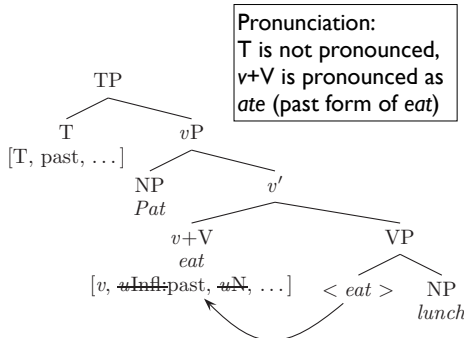 Pronunciation:
T is not pronounced,
v+V is pronounced as
ate (past form of eat)
TP
T
vP
[T, past, . . . ]
NP
v′
Pat
v+V
VP
eat
[v, uInfl:past, uN, . . . ]
< eat >
NP
lunch